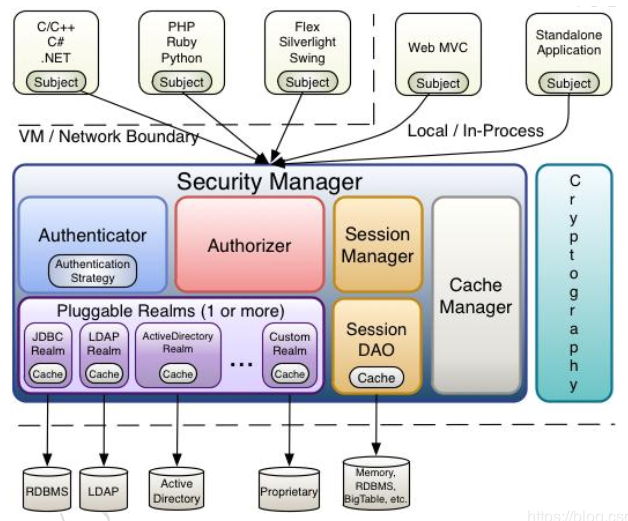 C/C++
C#
.NET
Subject
PHP
Ruby
Python
Subject
Flex
Silverlight
Swing
Subject
Web MVC
Subject
Standalone
Application
Subject
VM / Network Boundary
Local / In-Process
Security Manager
Authenticator
Authentication
Strategy
Authorizer
Session
Manager
Cache
Manager
Cryptography
Pluggable Realms (1 or more)
JDBC
Realm
Cache
LDAP
Realm
Cache
ActiveDirectory
Realm
Cache
...
Custom
Realm
Cache
Session
DAO
Cache
RDBMS
LDAP
Active
Directory
Proprietary
Memory,
RDBMS,
BigTable, etc.
https://blog.csr